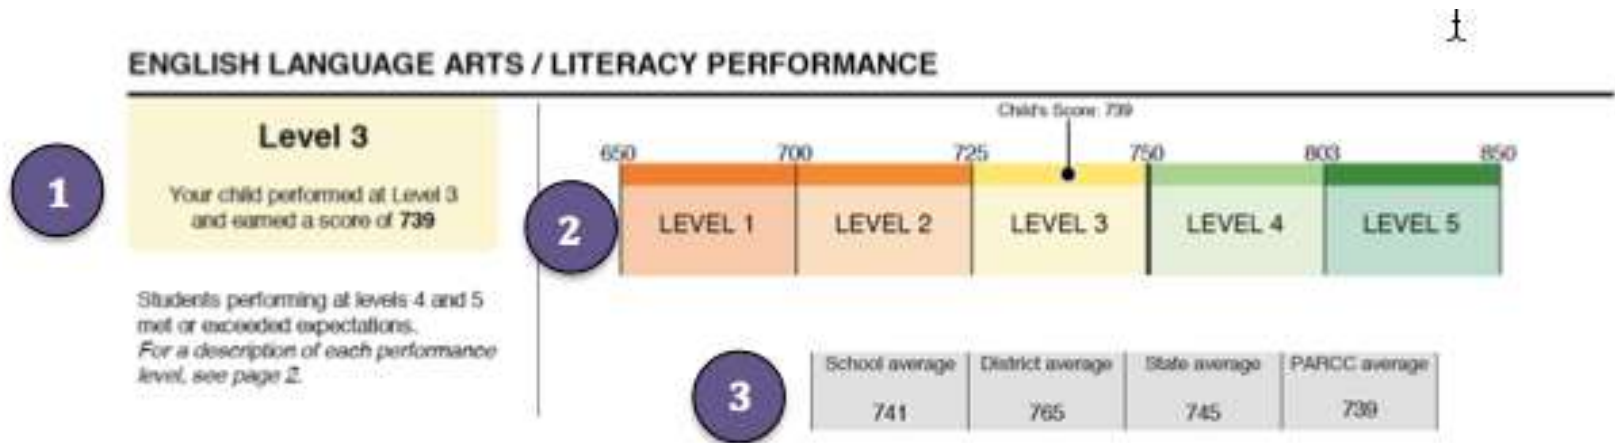 ENGLISH LANGUAGE ARTS / LITERACY PERFORMANCE
1
Level 3
Your child performed at Level 3
and earned a score of 739
Students performing at levels 4 and 5
met or exceeded expectations.
For a description of each performance
level, see page 2.
Child's Score: 739
650 700 725 750 803 850
2
LEVEL 1 LEVEL 2 LEVEL 3 LEVEL 4 LEVEL 5
3
School average District average State average PARCC average
741 765 745 739